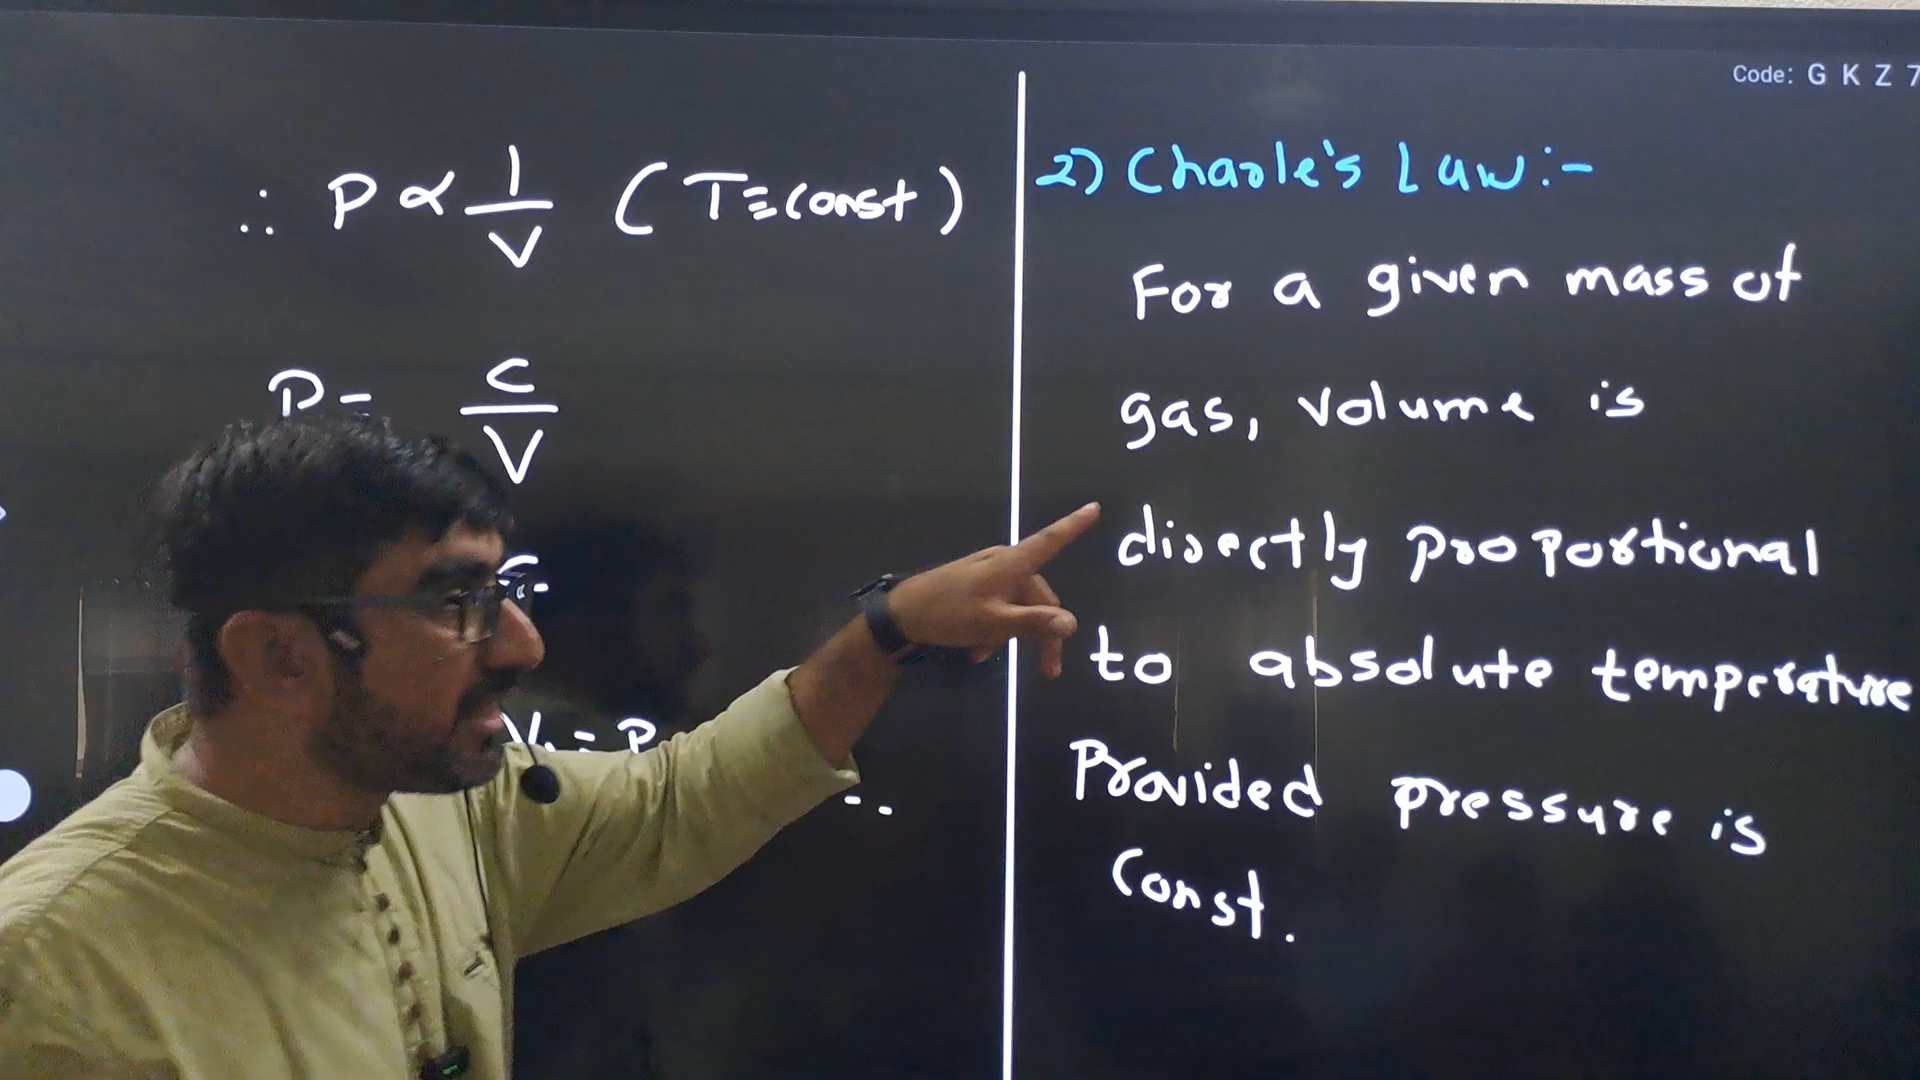 Code: G K Z 7
∴ P ∝ 1/V (T≡const)
P = C/V
2) Charle's Law:-
For a given mass of
gas, volume is
directly proportional
to absolute temperature
Provided pressure is
Const.